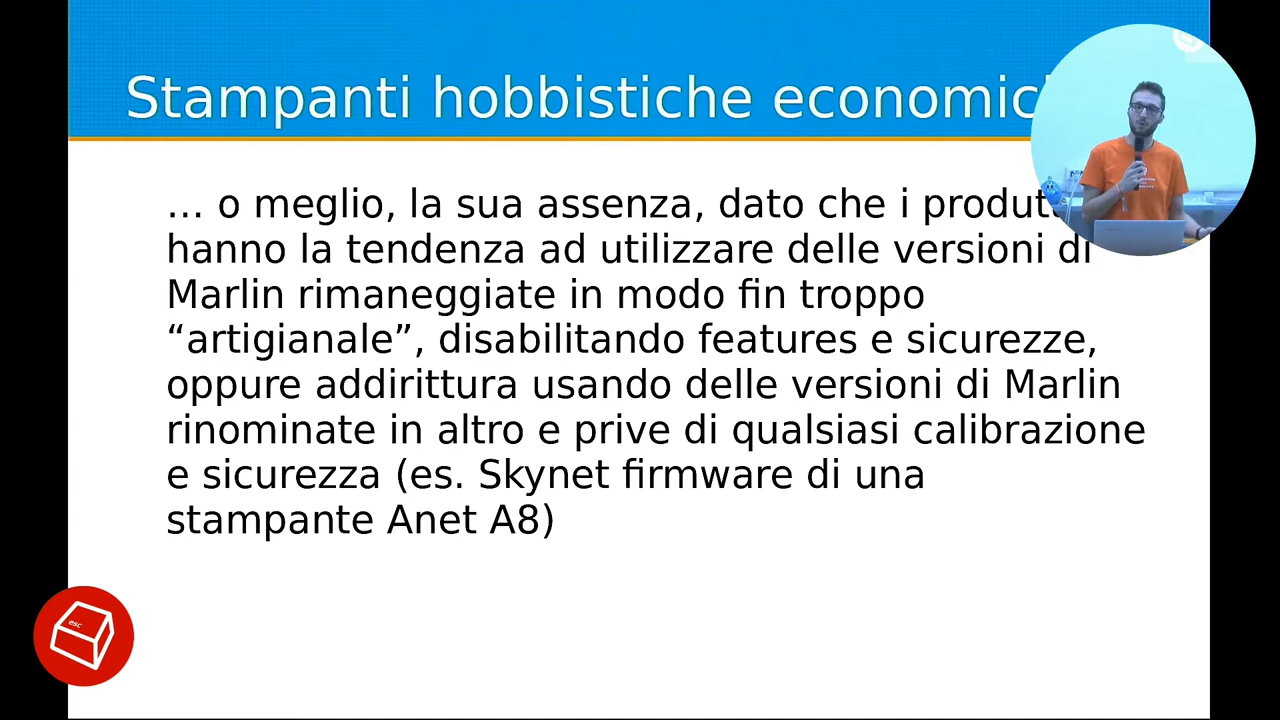 Stampanti hobbistiche
… o meglio, la sua assenza, dato che i
hanno la tendenza ad utilizzare delle versioni di
Marlin rimaneggiate in modo fin troppo
“artigianale”, disabilitando features e sicurezze,
oppure addirittura usando delle versioni di Marlin
rinominate in altro e prive di qualsiasi calibrazione
e sicurezza (es. Skynet firmware di una
stampante Anet A8)
esc